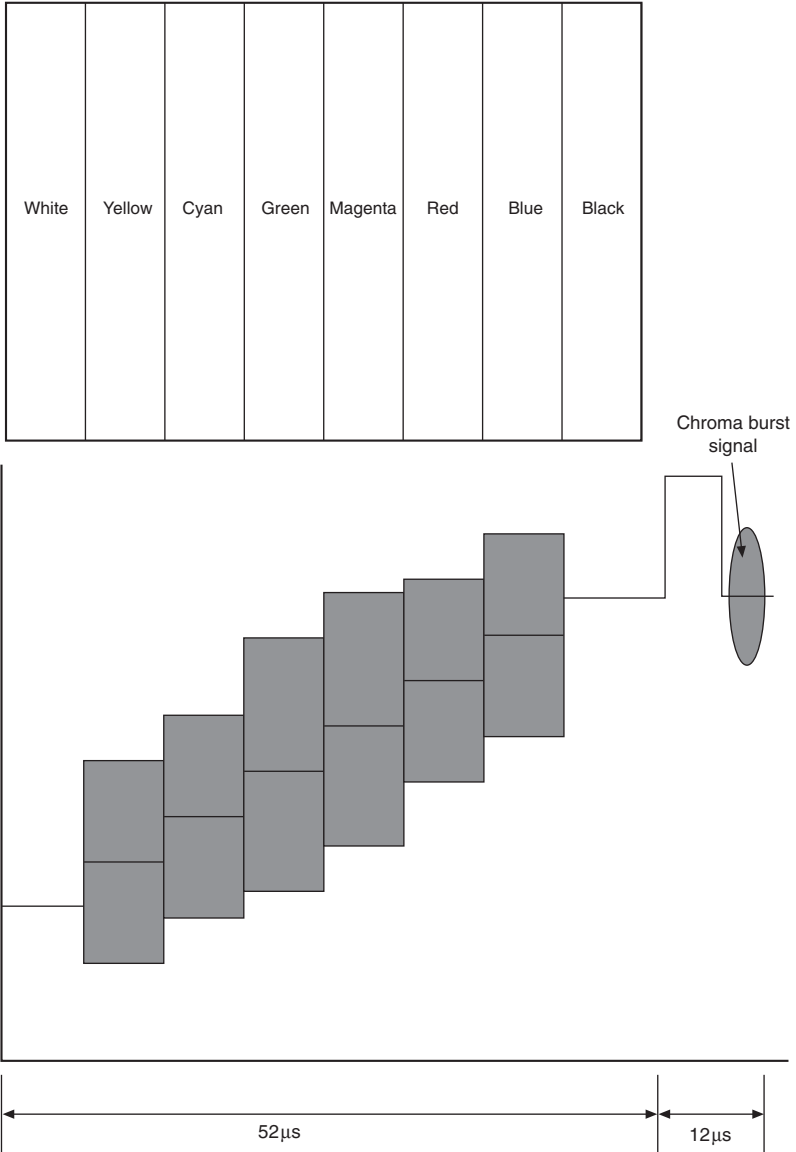 White
Yellow
Cyan
Green
Magenta
Red
Blue
Black
Chroma burst
signal
52μs
12μs